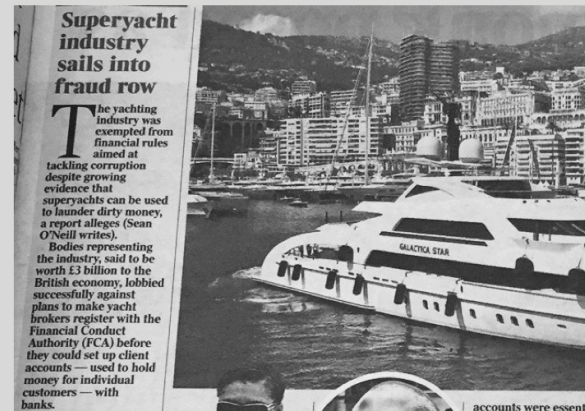 Superyacht
industry
sails into
fraud row
The yachting
industry was
exempted from
financial rules
aimed at
tackling corruption
despite growing
evidence that
superyachts can be used
to launder dirty money,
a report alleges (Sean
O'Neill writes).
Bodies representing
the industry, said to be
worth £3 billion to the
British economy, lobbied
successfully against
plans to make yacht
brokers register with the
Financial Conduct
Authority (FCA) before
they could set up client
accounts — used to hold
money for individual
customers — with
banks.
GALACTICA STAR
accounts were essent